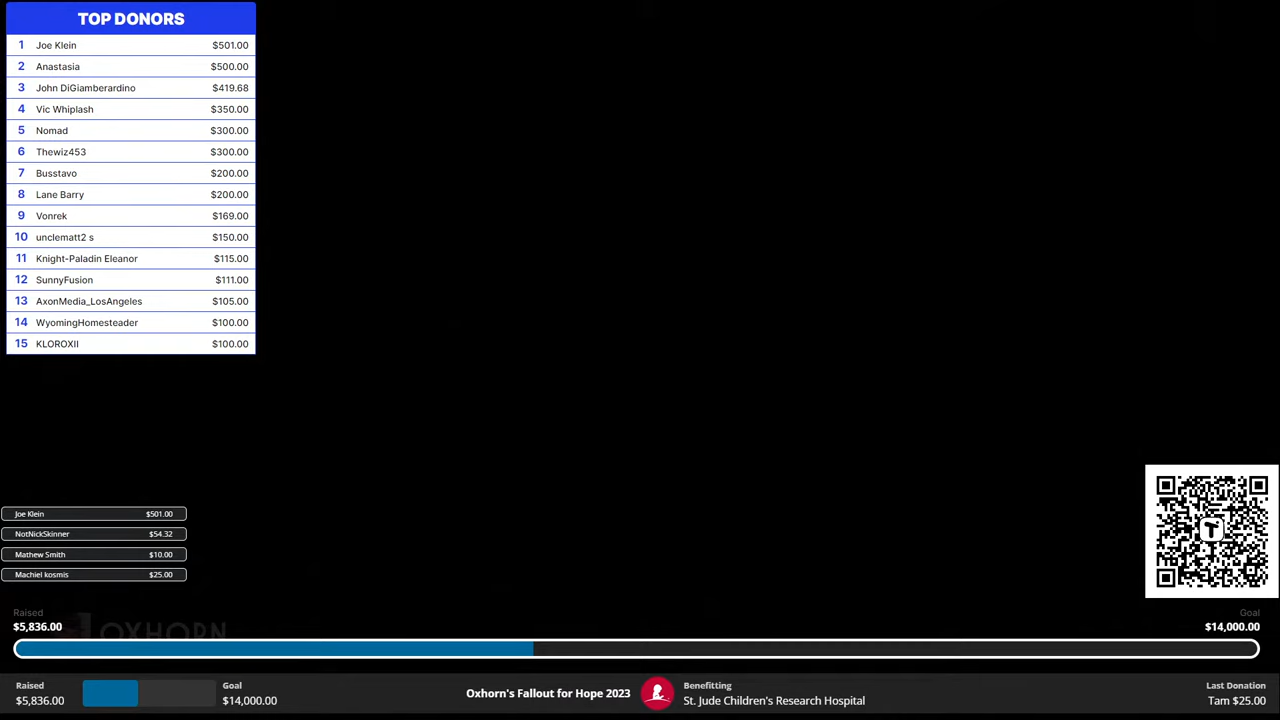 TOP DONORS
1 Joe Klein $501.00
2 Anastasia $500.00
3 John DiGiamberardino $419.68
4 Vic Whiplash $350.00
5 Nomad $300.00
6 Thewiz453 $300.00
7 Busstavo $200.00
8 Lane Barry $200.00
9 Vonrek $169.00
10 unclematt2 s $150.00
11 Knight-Paladin Eleanor $115.00
12 SunnyFusion $111.00
13 AxonMedia_LosAngeles $105.00
14 WyomingHomesteader $100.00
15 KLOROXII $100.00
Joe Klein $501.00
NotNickSkinner $54.32
Mathew Smith $10.00
Machiel kosmis $25.00
Raised Goal
$5,836.00 $14,000.00
OXHORN
Raised Goal Benefitting Last Donation
$5,836.00 $14,000.00 Oxhorn's Fallout for Hope 2023 St. Jude Children's Research Hospital Tam $25.00